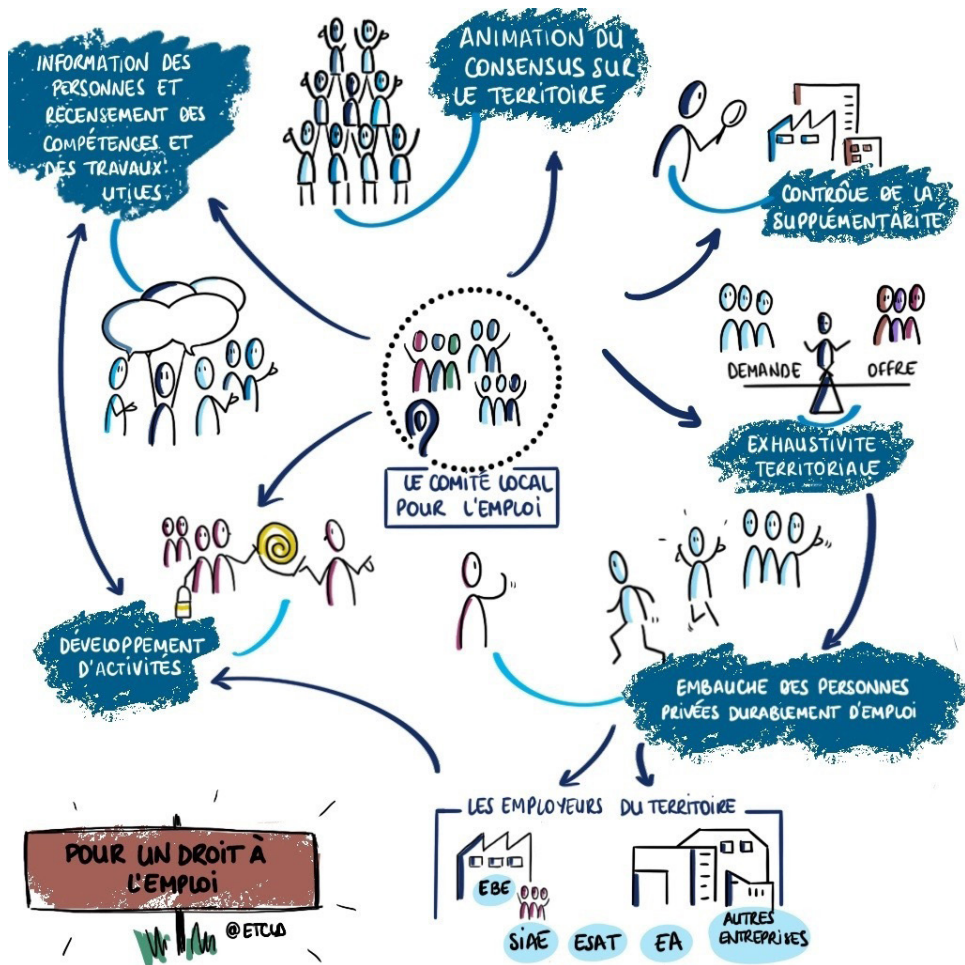 INFORMATION DES
PERSONNES ET
RECENSEMENT DES
COMPÉTENCES ET
DES TRAVAUX
UTILES
ANIMATION DU
CONSENSUS SUR
LE TERRITOIRE
CONTRÔLE DE LA
SUPPLÉMENTARITÉ
DEMANDE
OFFRE
EXHAUSTIVITE
TERRITORIALE
LE COMITÉ LOCAL
POUR L'EMPLOI
DÉVELOPPEMENT
D'ACTIVITÉS
EMBAUCHE DES PERSONNES
PRIVÉES DURABLEMENT D'EMPLOI
LES EMPLOYEURS DU TERRITOIRE
EBE
SIAE
ESAT
EA
AUTRES
ENTREPRISES
POUR UN DROIT À
L'EMPLOI
@ETCLD